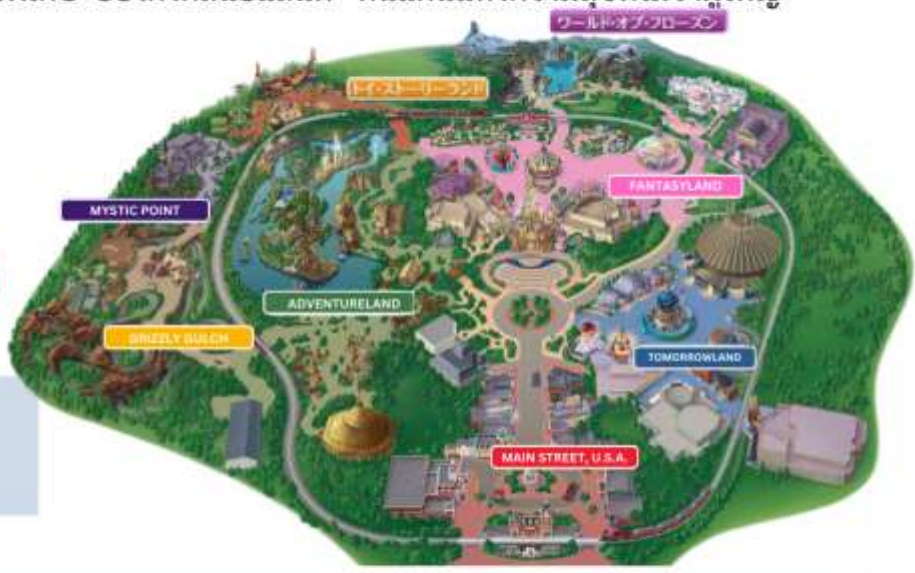 ワールド・オブ・フローズン
トイ・ストーリーランド
FANTASYLAND
MYSTIC POINT
ADVENTURELAND
GRIZZLY GULCH
TOMORROWLAND
MAIN STREET, U.S.A.